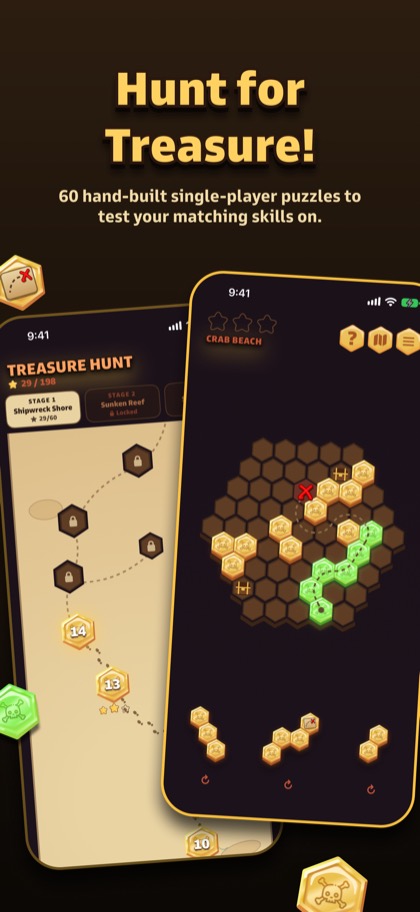 Hunt for
Treasure!
60 hand-built single-player puzzles to
test your matching skills on.
9:41
TREASURE HUNT
29 / 198
STAGE 1
Shipwreck Shore
29/60
STAGE 2
Sunken Reef
Locked
14
13
10
9:41
CRAB BEACH
?